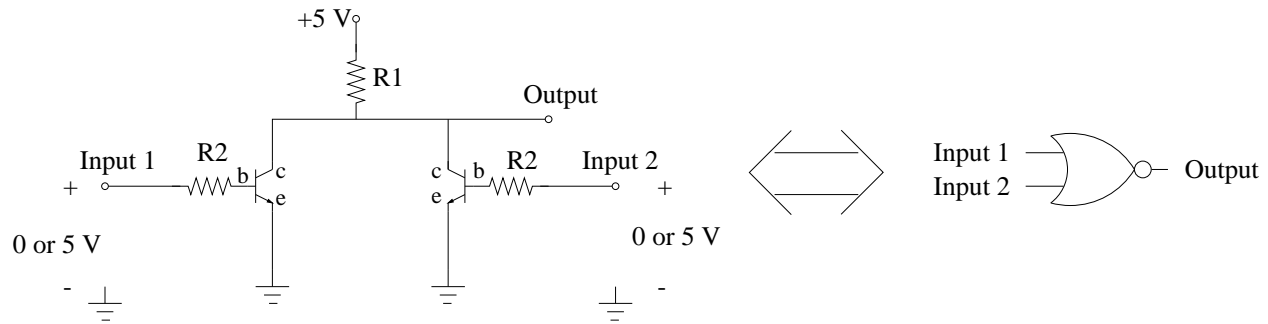 +5 V
R1
Output
Input 1
R2
b
c
e
c
b
e
R2
Input 2
+
0 or 5 V
-
+
0 or 5 V
-
Input 1
Input 2
Output